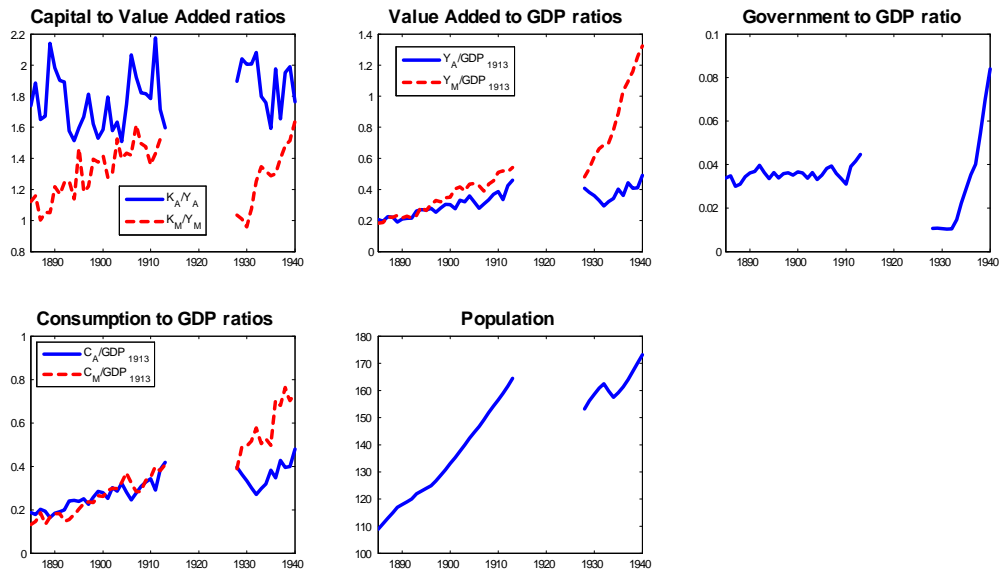 Capital to Value Added ratios
2.2
2
1.8
1.6
1.4
1.2
1
0.8
K_A/Y_A
K_M/Y_M
1890 1900 1910 1920 1930 1940
Value Added to GDP ratios
1.4
1.2
1
0.8
0.6
0.4
0.2
0
Y_A/GDP_1913
Y_M/GDP_1913
1890 1900 1910 1920 1930 1940
Government to GDP ratio
0.1
0.08
0.06
0.04
0.02
0
1890 1900 1910 1920 1930 1940
Consumption to GDP ratios
1
0.8
0.6
0.4
0.2
0
C_A/GDP_1913
C_M/GDP_1913
1890 1900 1910 1920 1930 1940
Population
180
170
160
150
140
130
120
110
100
1890 1900 1910 1920 1930 1940